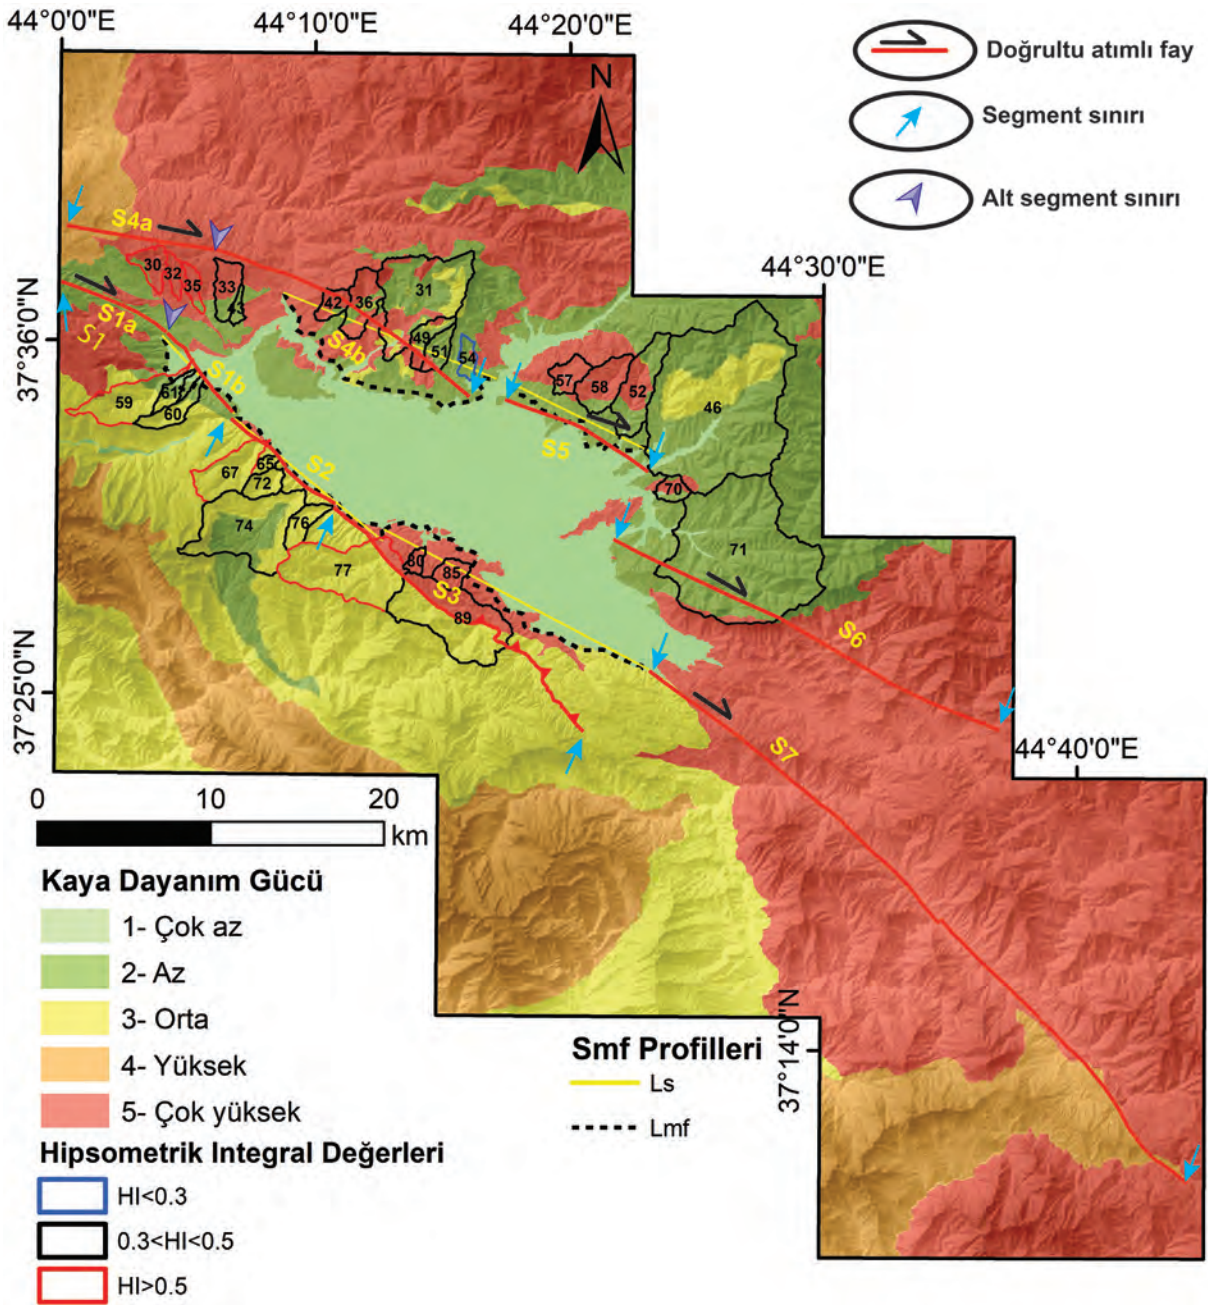 44°0'0"E
44°10'0"E
44°20'0"E
Doğrultu atımlı fay
Segment sınırı
Alt segment sınırı
N
44°30'0"E
37°36'0"N
S4a
30
32
35
33
43
42
36
31
S1a
S1
S4b
49
51
54
S1b
61
59
60
57
58
52
46
S5
S2
67
65
72
70
74
76
71
77
80
85
S3
89
S6
37°25'0"N
S7
44°40'0"E
0 10 20
km
Kaya Dayanım Gücü
1- Çok az
2- Az
3- Orta
4- Yüksek
5- Çok yüksek
Smf Profilleri
Ls
Lmf
37°14'0"N
Hipsometrik Integral Değerleri
HI<0.3
0.3<HI<0.5
HI>0.5